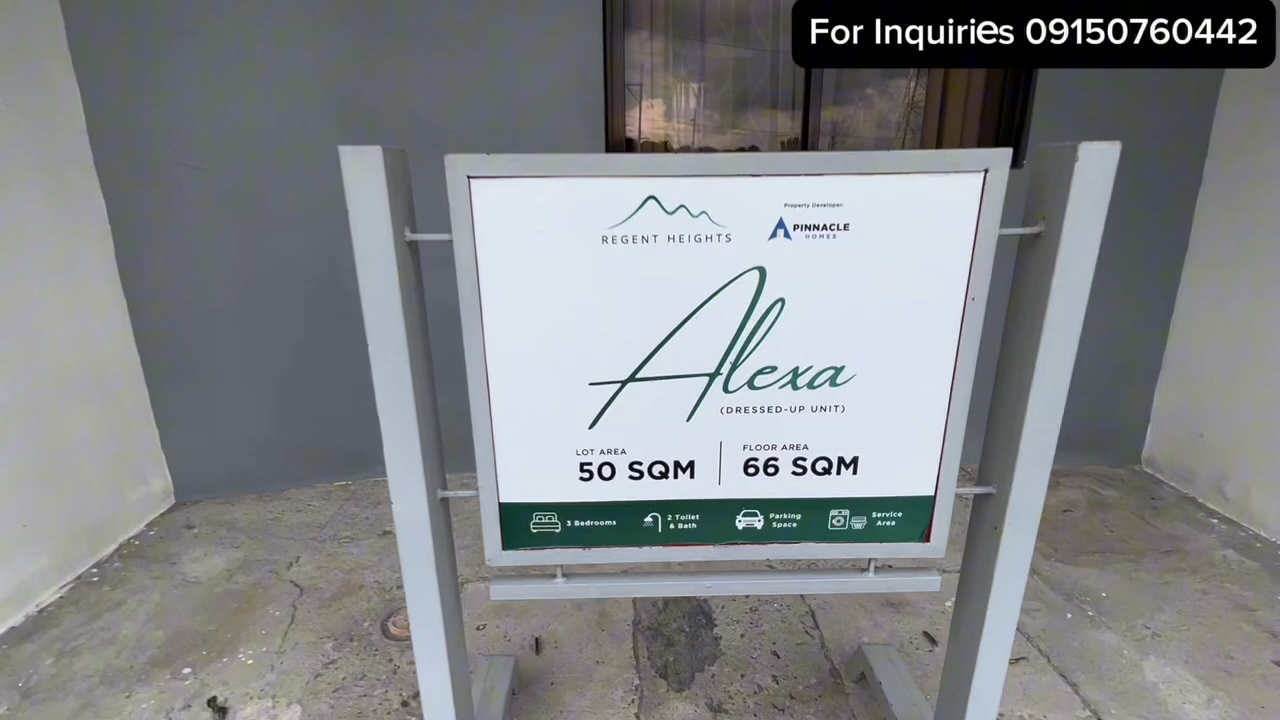 For Inquiries 09150760442
REGENT HEIGHTS
Property Developer:
PINNACLE
HOMES
Alexa
(DRESSED-UP UNIT)
LOT AREA
50 SQM
FLOOR AREA
66 SQM
3 Bedrooms
2 Toilet
& Bath
Parking
Space
Service
Area